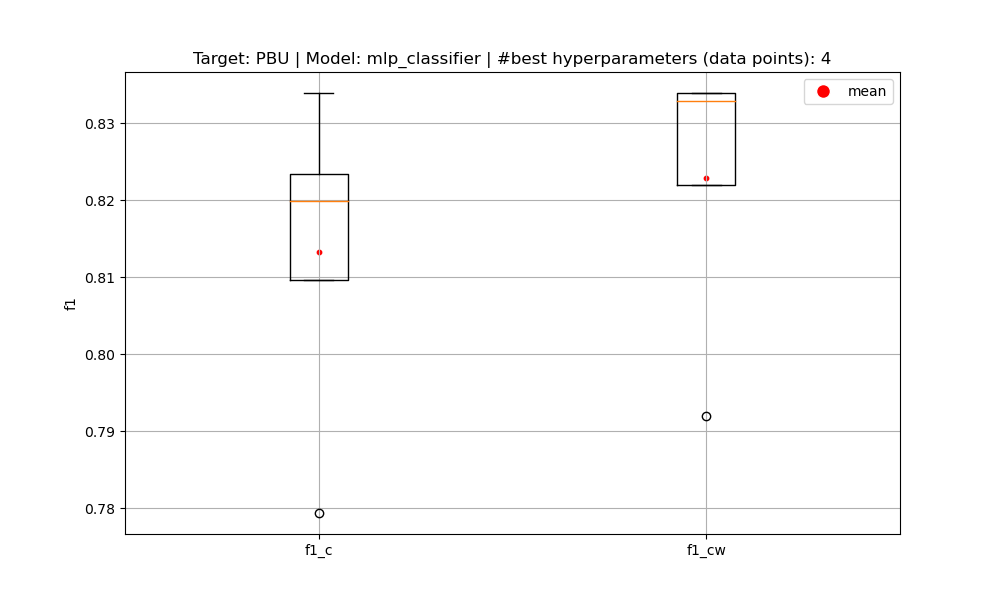 Target: PBU | Model: mlp_classifier | #best hyperparameters (data points): 4
mean
0.83
0.82
0.81
0.80
0.79
0.78
f1
f1_c
f1_cw